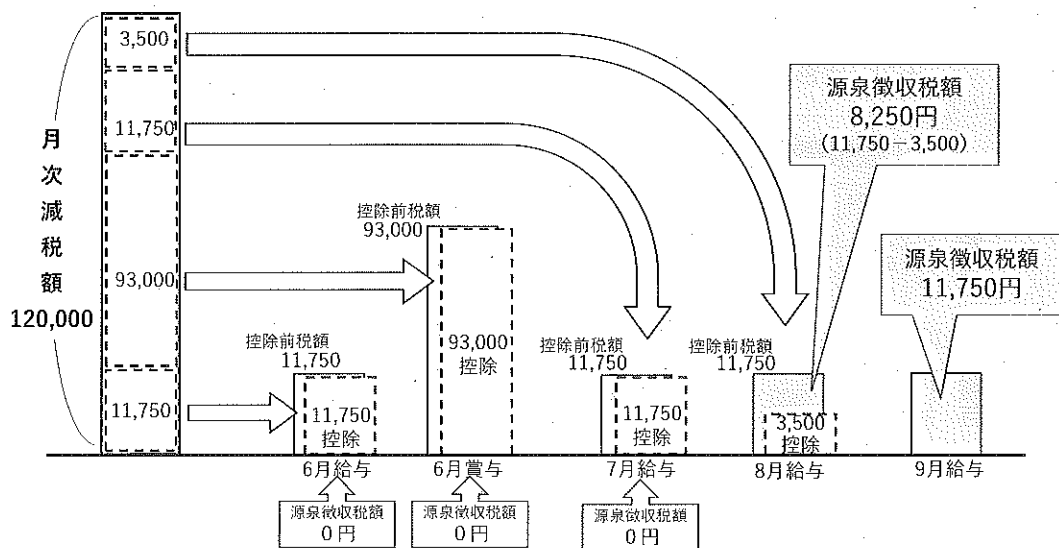 月次減税額
120,000
3,500
11,750
93,000
11,750
控除前税額
11,750
11,750
控除
6月給与
源泉徴収税額
0円
控除前税額
93,000
93,000
控除
6月賞与
源泉徴収税額
0円
控除前税額
11,750
11,750
控除
7月給与
源泉徴収税額
0円
控除前税額
11,750
3,500
控除
8月給与
源泉徴収税額
8,250円
(11,750-3,500)
源泉徴収税額
11,750円
9月給与